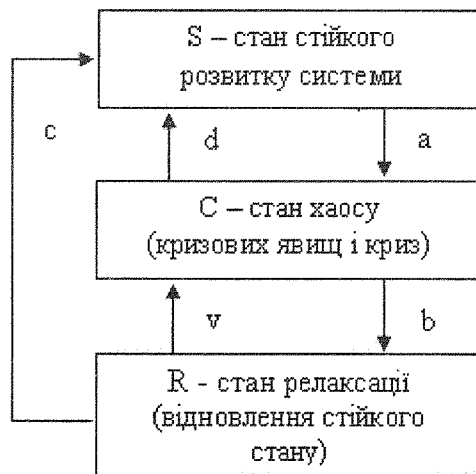 S – стан стійкого
розвитку системи
c
d
a
C – стан хаосу
(кризових явищ і криз)
v
b
R - стан релаксації
(відновлення стійкого
стану)